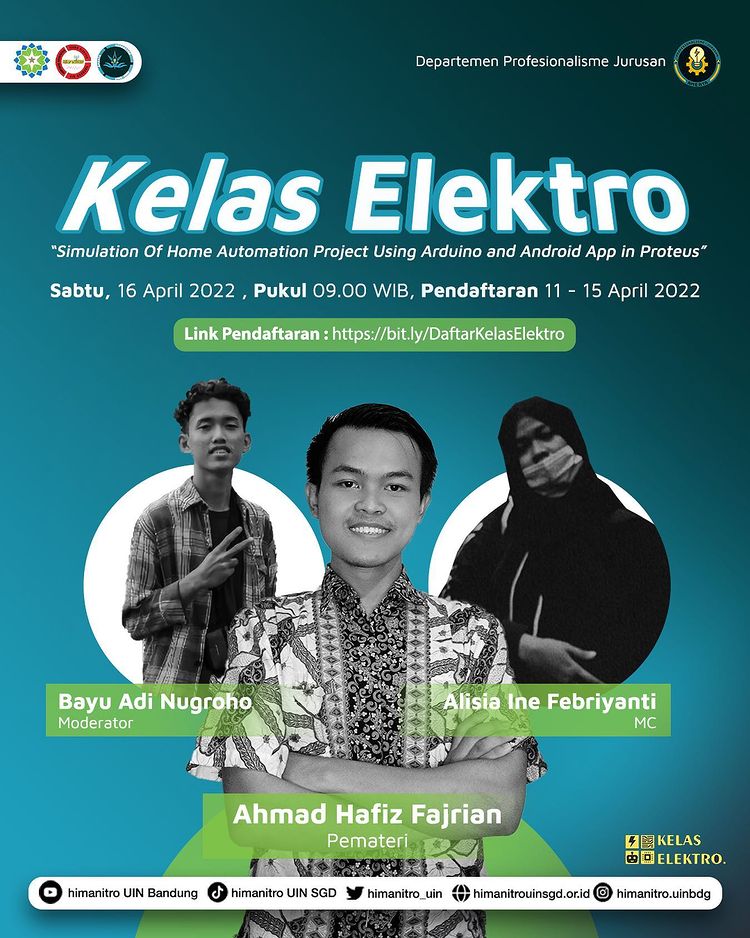 Departemen Profesionalisme Jurusan
Kelas Elektro
“Simulation Of Home Automation Project Using Arduino and Android App in Proteus”
Sabtu, 16 April 2022 , Pukul 09.00 WIB, Pendaftaran 11 - 15 April 2022
Link Pendaftaran : https://bit.ly/DaftarKelasElektro
Bayu Adi Nugroho
Moderator
Alisia Ine Febriyanti
MC
Ahmad Hafiz Fajrian
Pemateri
KELAS
ELEKTRO.
himanitro UIN Bandung himanitro UIN SGD himanitro_uin himanitrouinsgd.or.id himanitro.uinbdg